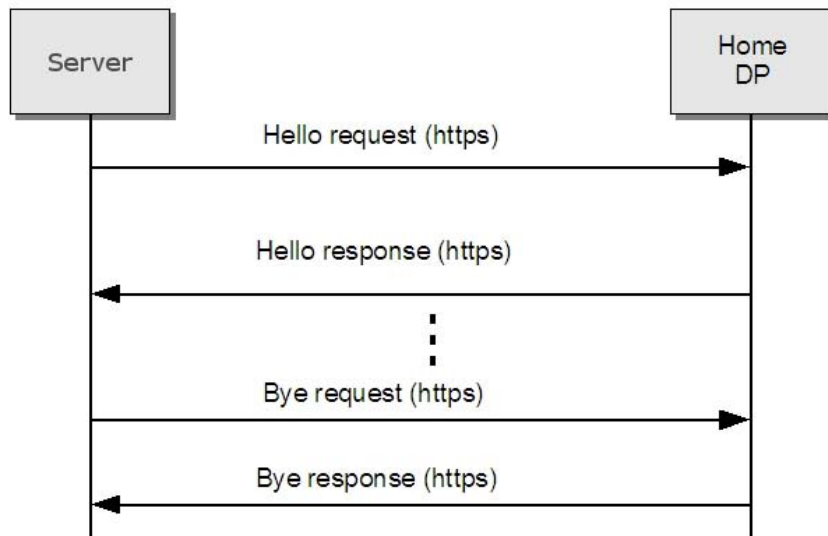 Server
Home
DP
Hello request (https)
Hello response (https)
Bye request (https)
Bye response (https)